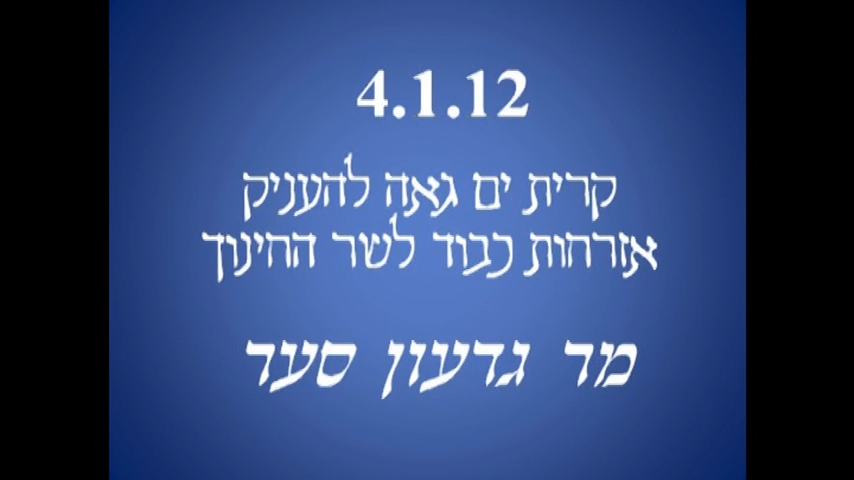 4.1.12
קרית ים גאה להעניק
אזרחות כבוד לשר החינוך
מר גדעון סער